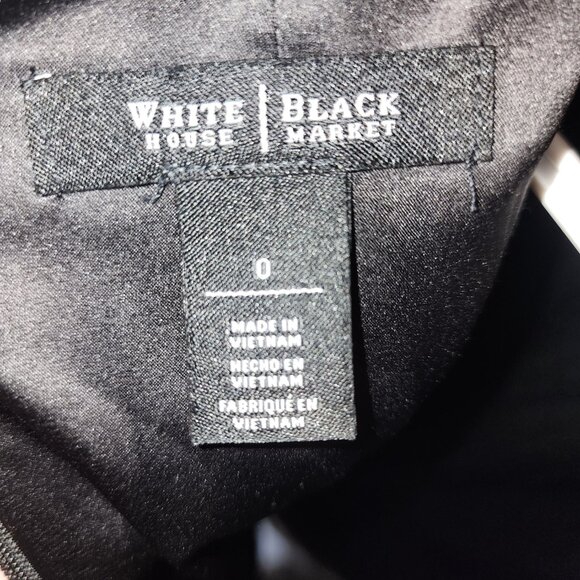 WHITE | BLACK
HOUSE | MARKET
0
MADE IN
VIETNAM
HECHO EN
VIETNAM
FABRIQUÉ EN
VIETNAM